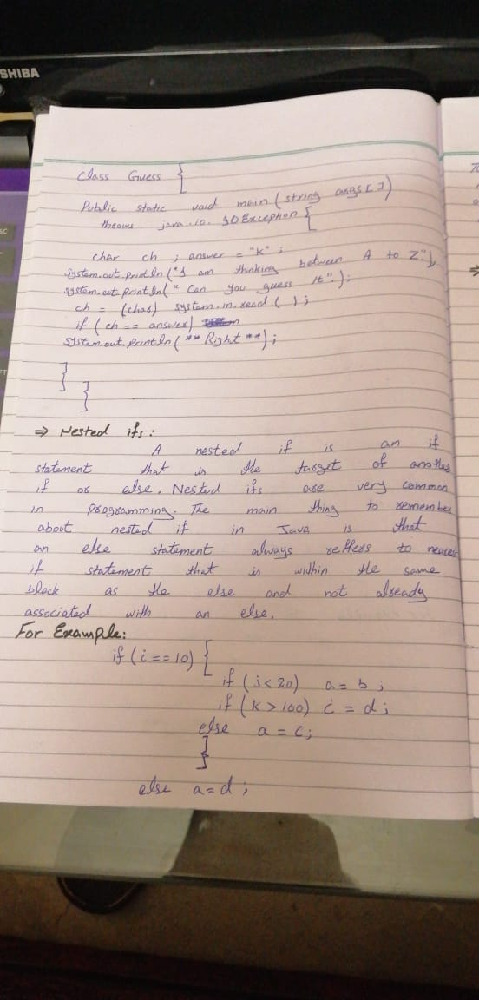 SHIBA
class Guess {
Public static void main (string args [ ])
throws java.io. IOException {
char ch ; answer = "K" ;
System.out.println ("I am thinking between A to Z.");
system.out.println (" Can you guess it".);
ch = (char) system.in.read ( );
if (ch == answer)
System.out.println ( ** Right **);
}
}
⇒ Nested ifs :
A nested if is an if
statement that is the target of another
if or else. Nested ifs are very common
in Programming. The main thing to remember
about nested if in Java is that
an else statement always reffers to
if statement that is within the same
block as the else and not already
associated with an else.
For Example:
if (i == 10) {
if (j < 20) a = b ;
if (k > 100) c = d ;
else a = c;
}
else a = d ;